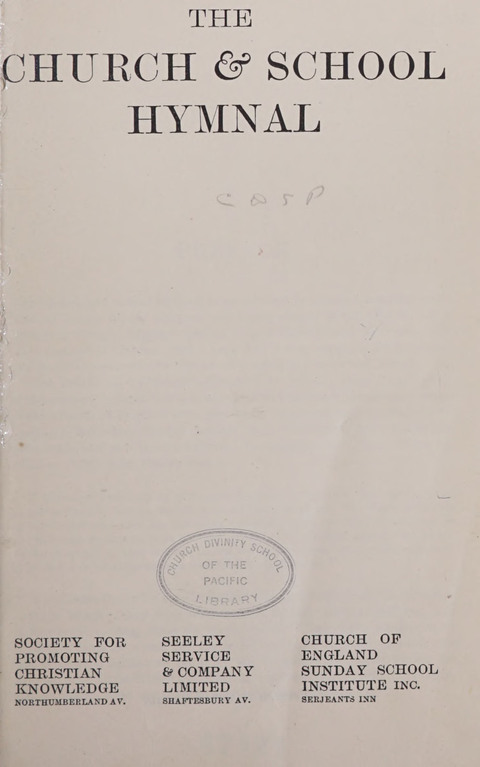 THE
CHURCH & SCHOOL
HYMNAL
CDSP
CHURCH DIVINITY SCHOOL
OF THE
PACIFIC
LIBRARY
SOCIETY FOR
PROMOTING
CHRISTIAN
KNOWLEDGE
NORTHUMBERLAND AV.
SEELEY
SERVICE
& COMPANY
LIMITED
SHAFTESBURY AV.
CHURCH OF
ENGLAND
SUNDAY SCHOOL
INSTITUTE INC.
SERJEANTS INN